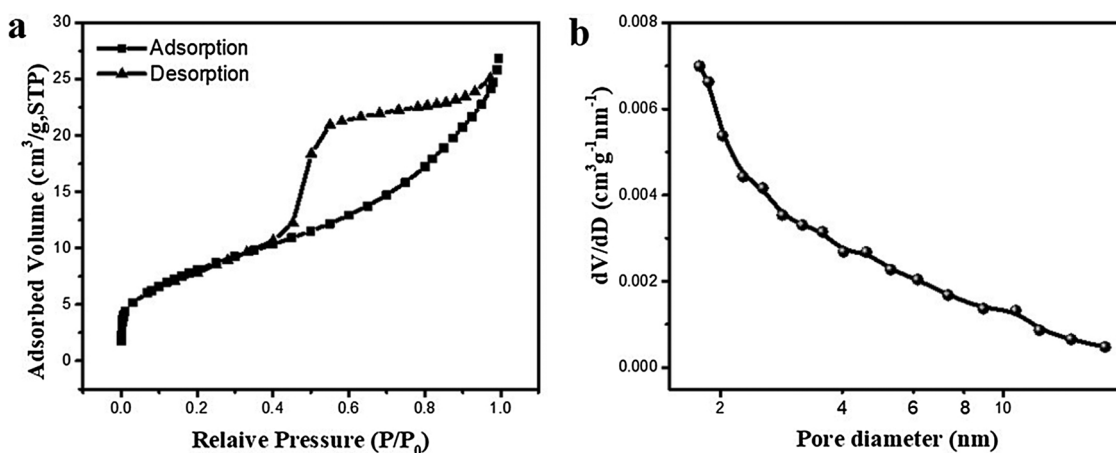 a
Adsorption
Desorption
Adsorbed Volume (cm³/g,STP)
30
25
20
15
10
5
0
0.0 0.2 0.4 0.6 0.8 1.0
Relaive Pressure (P/P₀)
b
dV/dD (cm³g⁻¹nm⁻¹)
0.008
0.006
0.004
0.002
0.000
2 4 6 8 10
Pore diameter (nm)